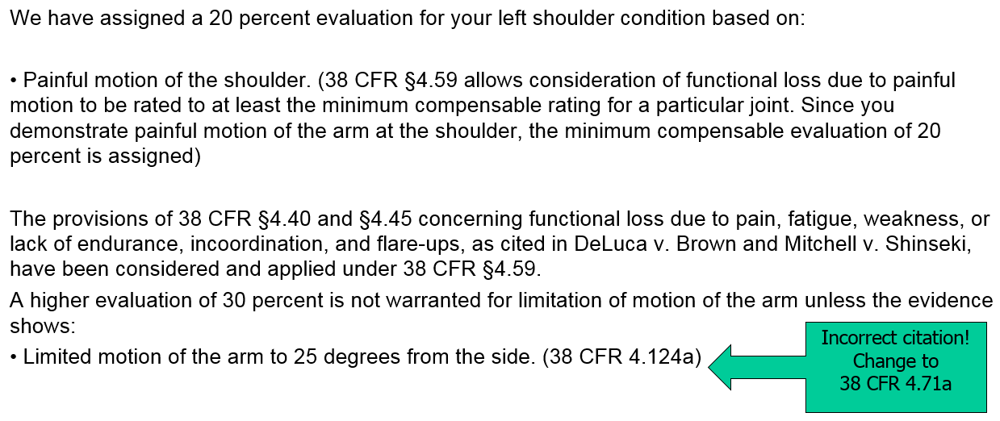 We have assigned a 20 percent evaluation for your left shoulder condition based on:
• Painful motion of the shoulder. (38 CFR §4.59 allows consideration of functional loss due to painful
motion to be rated to at least the minimum compensable rating for a particular joint. Since you
demonstrate painful motion of the arm at the shoulder, the minimum compensable evaluation of 20
percent is assigned)
The provisions of 38 CFR §4.40 and §4.45 concerning functional loss due to pain, fatigue, weakness, or
lack of endurance, incoordination, and flare-ups, as cited in DeLuca v. Brown and Mitchell v. Shinseki,
have been considered and applied under 38 CFR §4.59.
A higher evaluation of 30 percent is not warranted for limitation of motion of the arm unless the evidence
shows:
• Limited motion of the arm to 25 degrees from the side. (38 CFR 4.124a)
Incorrect citation!
Change to
38 CFR 4.71a